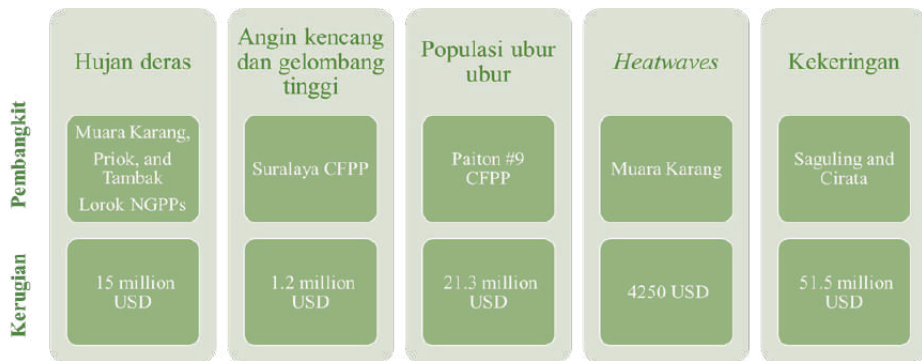 Hujan deras
Angin kencang
dan gelombang
tinggi
Populasi ubur
ubur
Heatwaves
Kekeringan
Pembangkit
Muara Karang,
Priok, and
Tambak
Lorok NGPPs
Suralaya CFPP
Paiton #9
CFPP
Muara Karang
Saguling and
Cirata
Kerugian
15 million
USD
1.2 million
USD
21.3 million
USD
4250 USD
51.5 million
USD